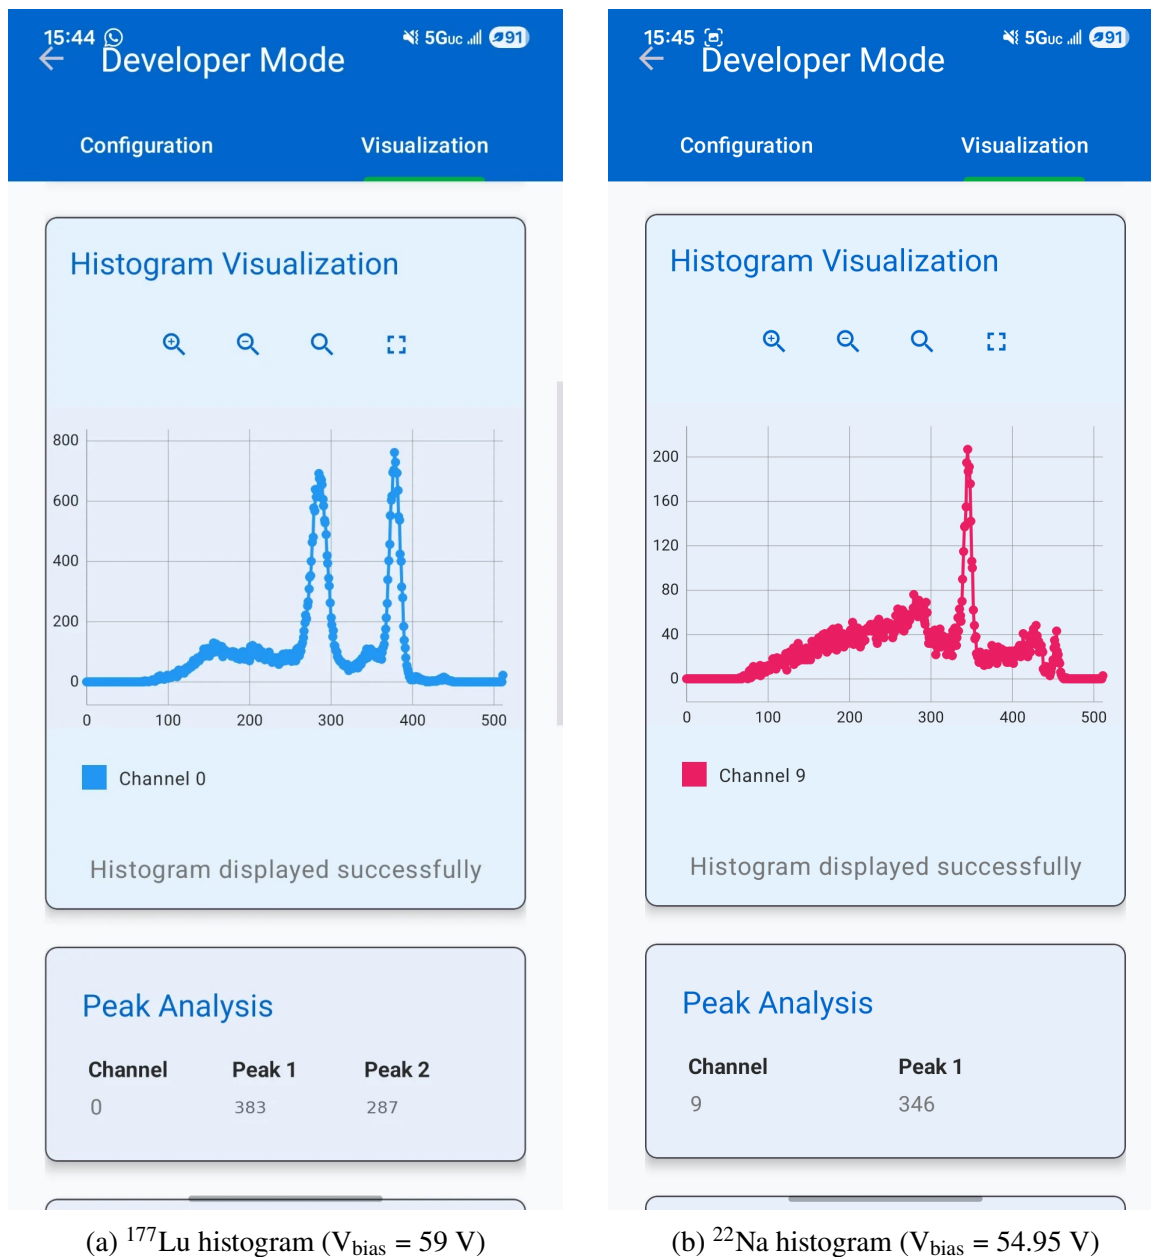 15:44 5GUC 91
Developer Mode
Configuration Visualization
Histogram Visualization
800
600
400
200
0
0 100 200 300 400 500
Channel 0
Histogram displayed successfully
Peak Analysis
Channel Peak 1 Peak 2
0 383 287
(a) ¹⁷⁷Lu histogram (Vbias = 59 V)
15:45 5GUC 91
Developer Mode
Configuration Visualization
Histogram Visualization
200
160
120
80
40
0
0 100 200 300 400 500
Channel 9
Histogram displayed successfully
Peak Analysis
Channel Peak 1
9 346
(b) ²²Na histogram (Vbias = 54.95 V)